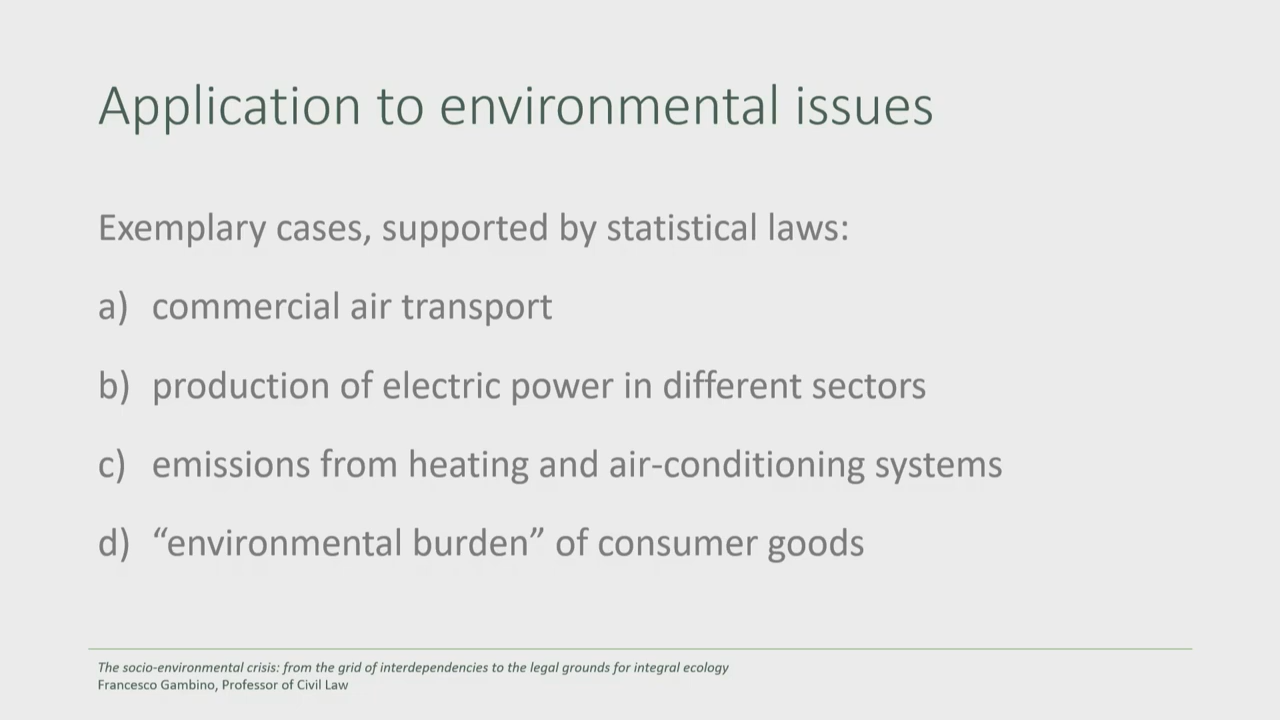 Application to environmental issues
Exemplary cases, supported by statistical laws:
a) commercial air transport
b) production of electric power in different sectors
c) emissions from heating and air-conditioning systems
d) “environmental burden” of consumer goods
The socio-environmental crisis: from the grid of interdependencies to the legal grounds for integral ecology
Francesco Gambino, Professor of Civil Law